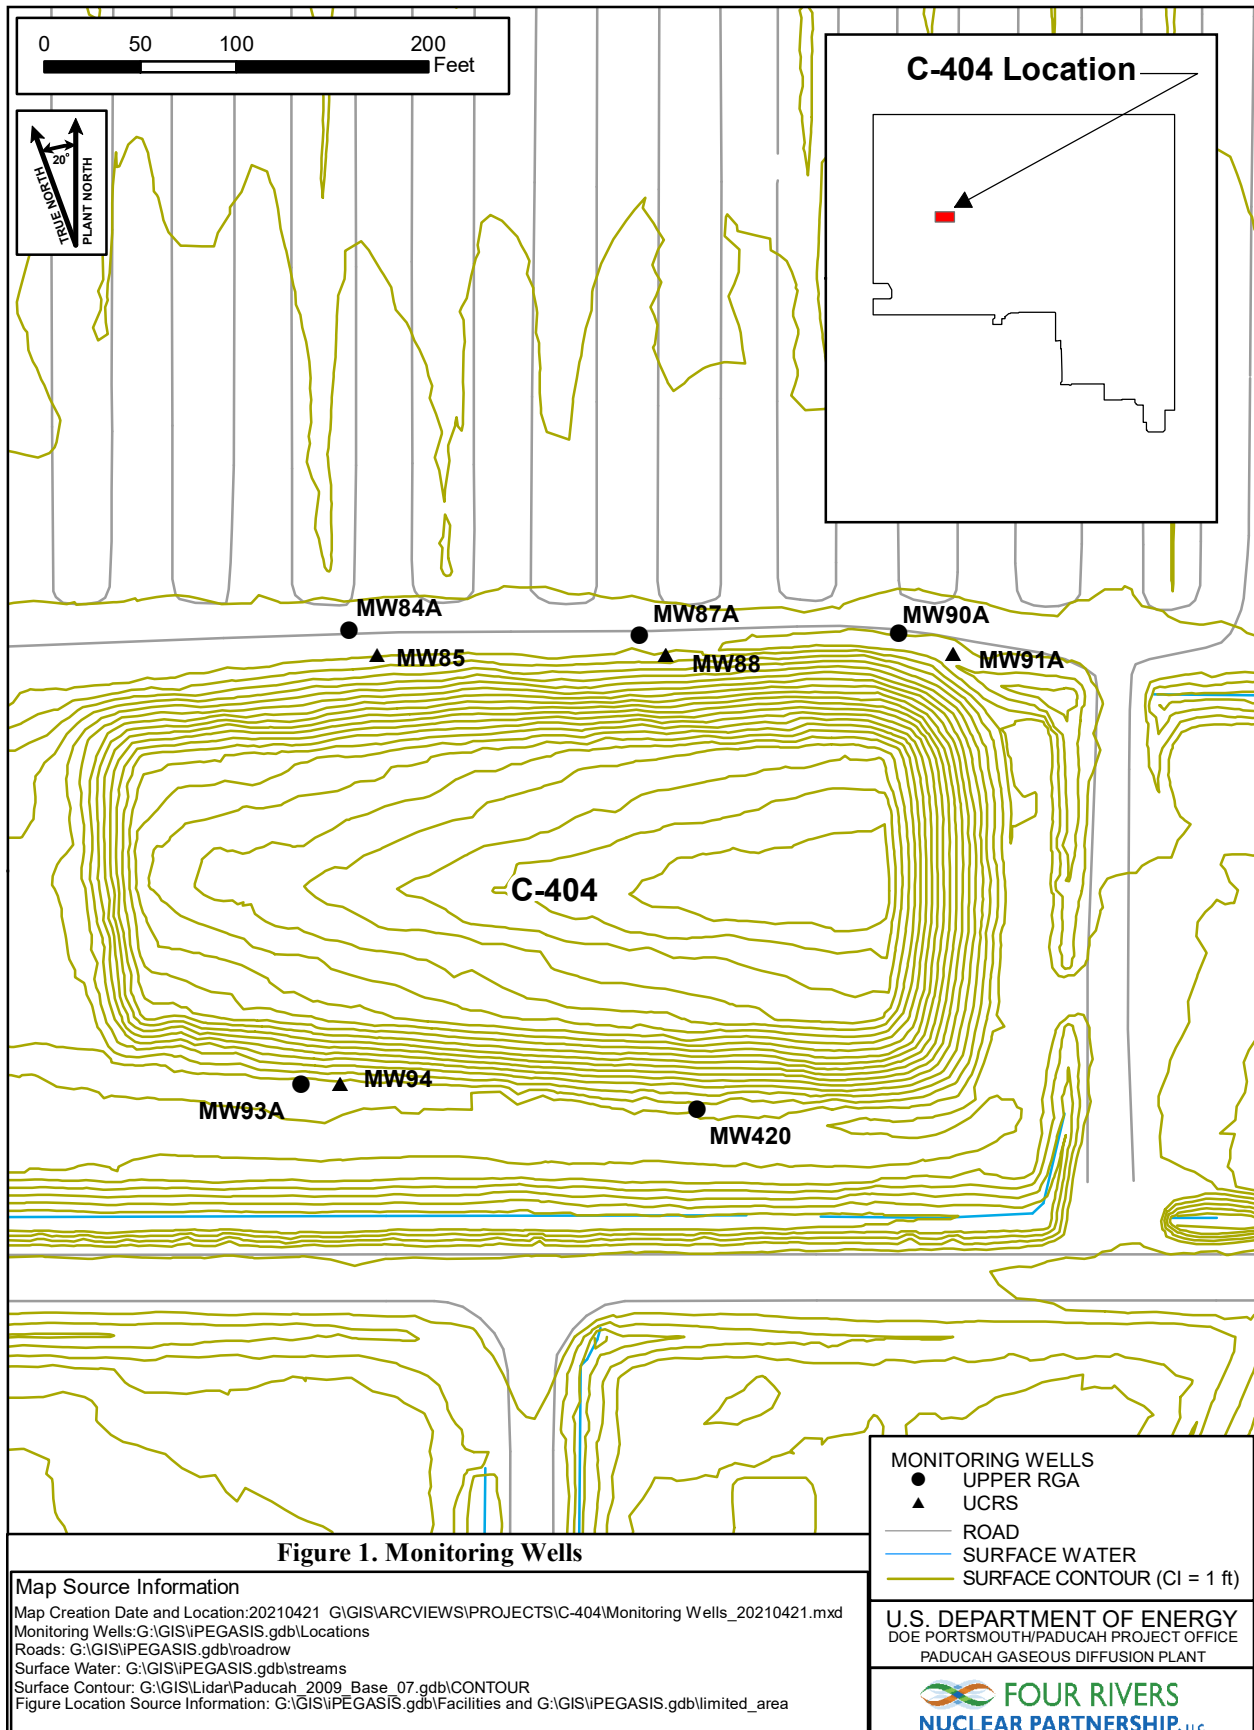 0 50 100 200
Feet
20°
TRUE NORTH
PLANT NORTH
C-404 Location
MW84A
MW87A
MW90A
MW85
MW88
MW91A
C-404
MW94
MW93A
MW420
MONITORING WELLS
UPPER RGA
UCRS
ROAD
SURFACE WATER
SURFACE CONTOUR (CI = 1 ft)
Figure 1. Monitoring Wells
Map Source Information
Map Creation Date and Location:20210421 G\GIS\ARCVIEWS\PROJECTS\C-404\Monitoring Wells_20210421.mxd
Monitoring Wells:G:\GIS\iPEGASIS.gdb\Locations
Roads: G:\GIS\iPEGASIS.gdb\roadrow
Surface Water: G:\GIS\iPEGASIS.gdb\streams
Surface Contour: G:\GIS\Lidar\Paducah_2009_Base_07.gdb\CONTOUR
Figure Location Source Information: G:\GIS\iPEGASIS.gdb\Facilities and G:\GIS\iPEGASIS.gdb\limited_area
U.S. DEPARTMENT OF ENERGY
DOE PORTSMOUTH/PADUCAH PROJECT OFFICE
PADUCAH GASEOUS DIFFUSION PLANT
FOUR RIVERS
NUCLEAR PARTNERSHIP, LLC